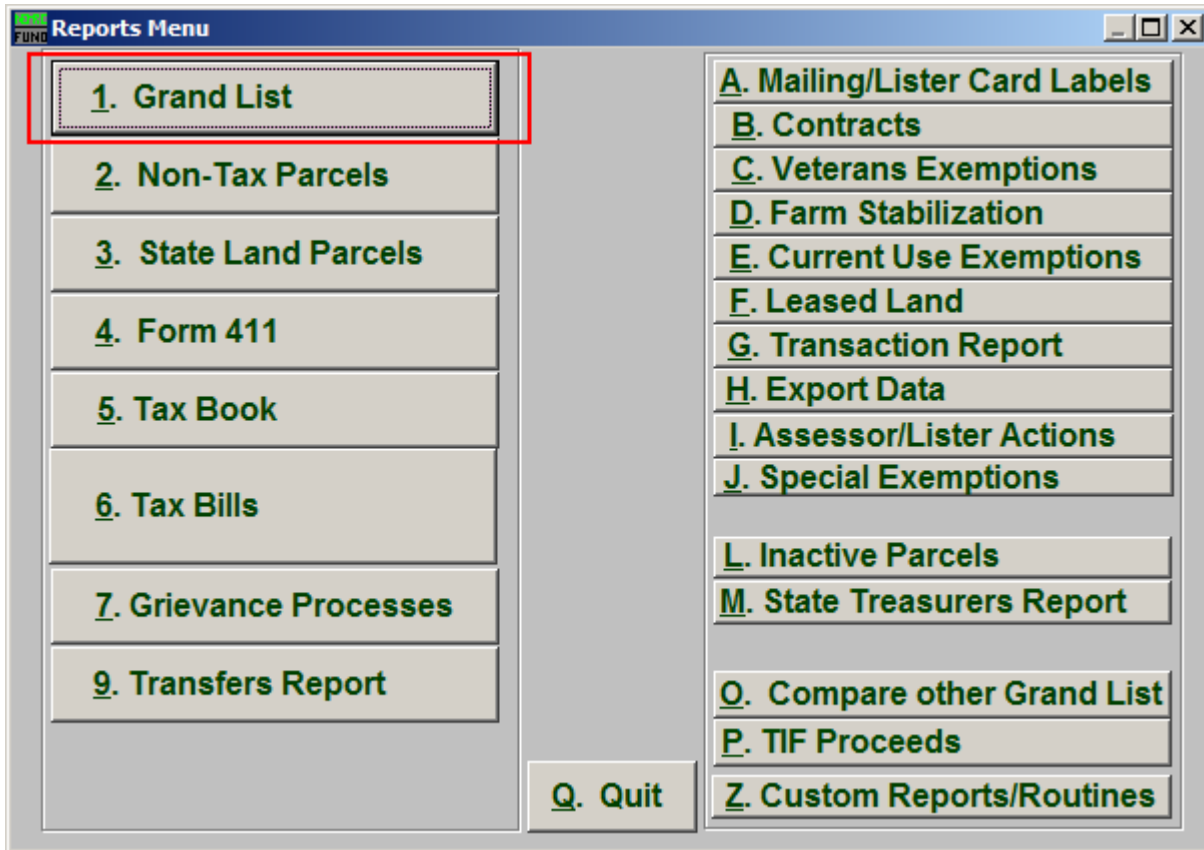 NEMRC
FUND
Reports Menu
1. Grand List
2. Non-Tax Parcels
3. State Land Parcels
4. Form 411
5. Tax Book
6. Tax Bills
7. Grievance Processes
9. Transfers Report
Q. Quit
A. Mailing/Lister Card Labels
B. Contracts
C. Veterans Exemptions
D. Farm Stabilization
E. Current Use Exemptions
F. Leased Land
G. Transaction Report
H. Export Data
I. Assessor/Lister Actions
J. Special Exemptions
L. Inactive Parcels
M. State Treasurers Report
O. Compare other Grand List
P. TIF Proceeds
Z. Custom Reports/Routines